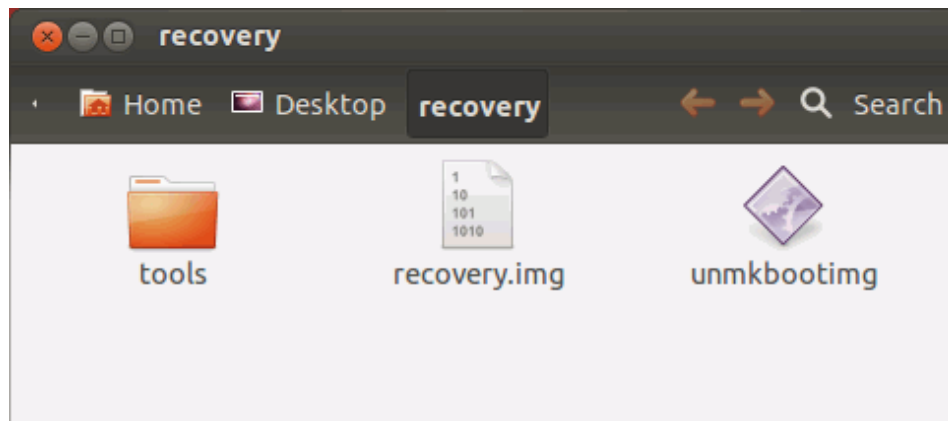 recovery
Home Desktop recovery Search
1
10
101
1010
tools recovery.img unmkbootimg